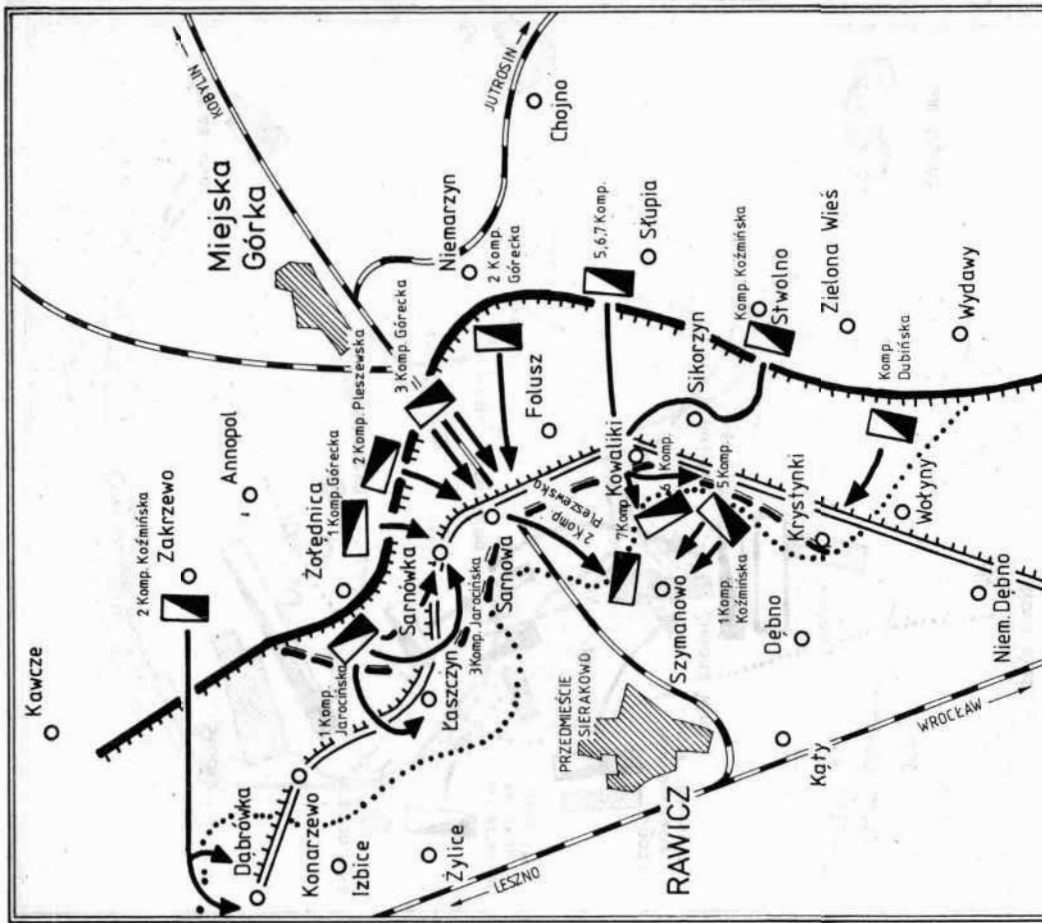 Kawcze
2 Komp. Koźmińska
Zakrzewo
Annopol
Miejska
Górka
KOBYLIN
JUTROSIN
Chojno
Niemarzyn
2 Komp.
Górecka
Żołędnica
1 Komp. Górecka
2 Komp. Pleszewska
3 Komp. Górecka
Folusz
5,6,7 Komp.
Słupia
Komp. Koźmińska
Stwolno
Zielona Wieś
Wydawy
Komp.
Dubińska
Sikorzyn
Kowaliki
6 Komp.
5 Komp.
7 Komp.
2 Komp.
Pleszewska
Sarnówka
Sarnowa
3 Komp. Jarocińska
1 Komp.
Jarocińska
Łaszczyn
Dąbrówka
Konarzewo
Izbice
Żylice
LESZNO
RAWICZ
PRZEDMIEŚCIE
SIERAKOWO
Szymanowo
1 Komp.
Koźmińska
Dębno
Krystynki
Wołyny
Niem. Dębno
Kąty
WROCŁAW